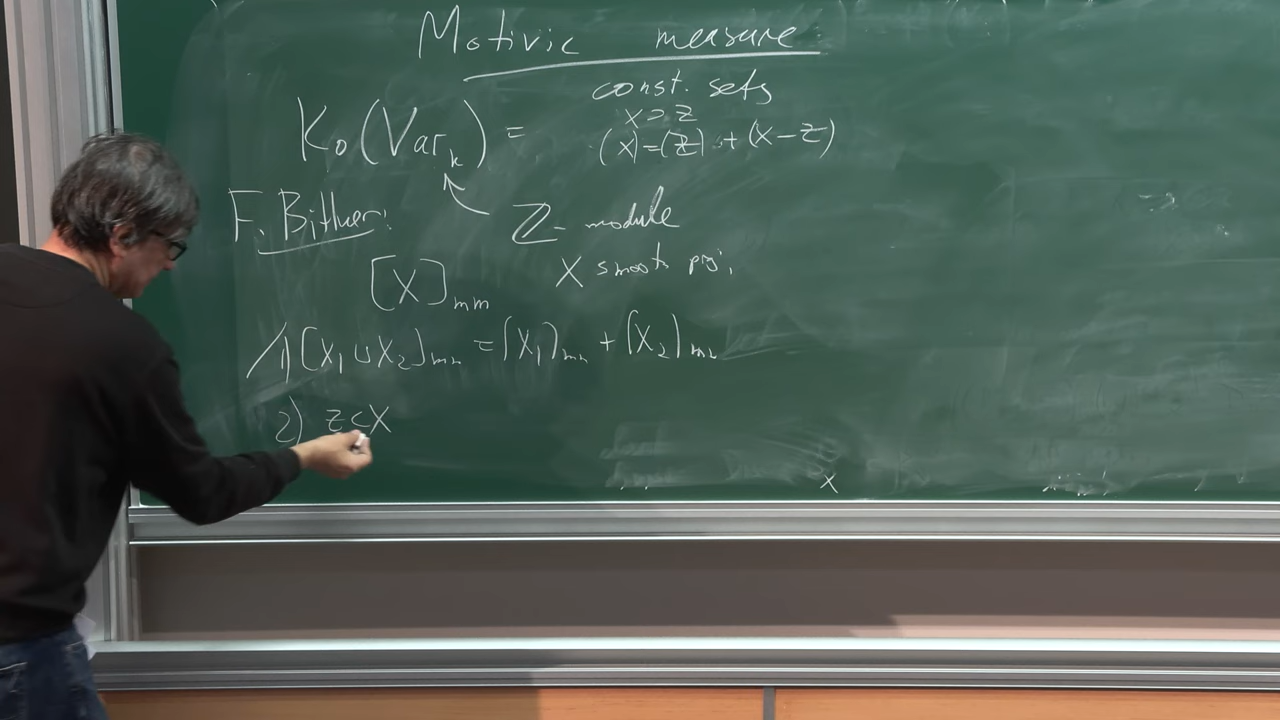 Motivic measure
const. sets
X ⊃ Z
K₀(Var_k) = (X) = (Z) + (X − Z)
F. Bittner:
ℤ-module
X smooth proj.
[X]_mm
1) [X₁ ⊔ X₂]_mm = [X₁]_mm + [X₂]_mm
2) Z ⊂ X
X